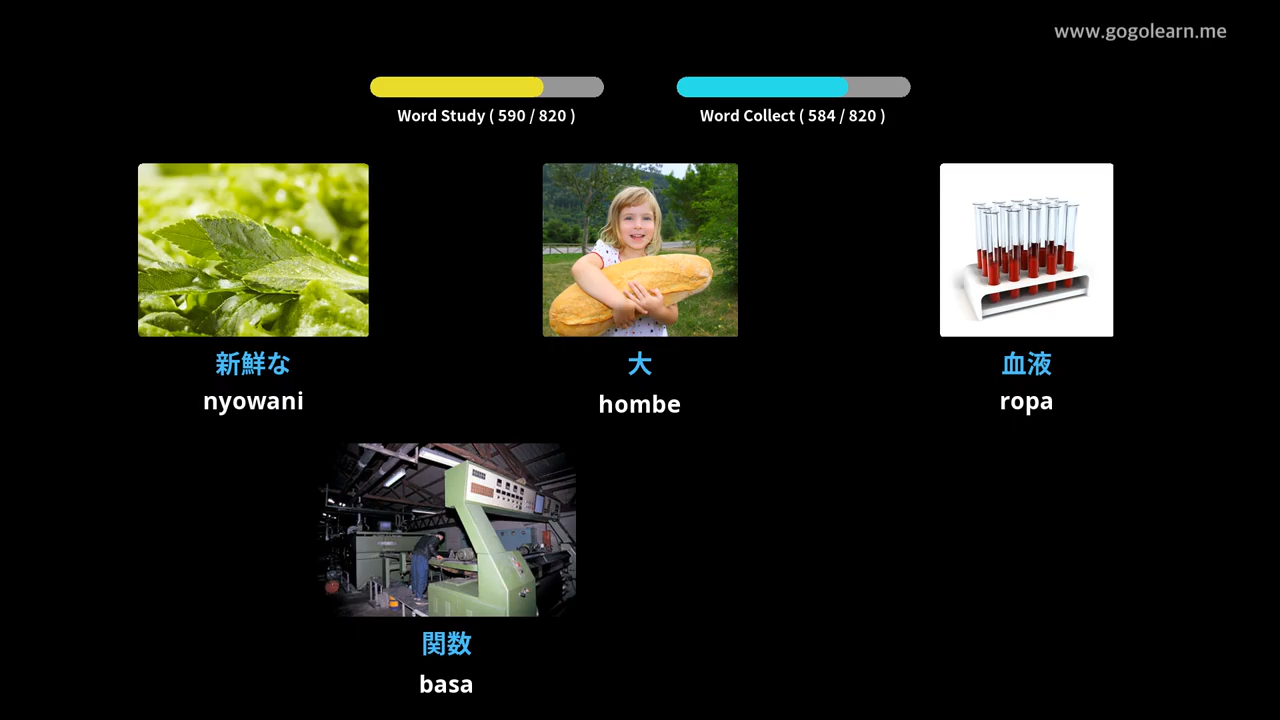 www.gogolearn.me
Word Study ( 590 / 820 )
Word Collect ( 584 / 820 )
新鮮な
nyowani
大
hombe
血液
ropa
関数
basa